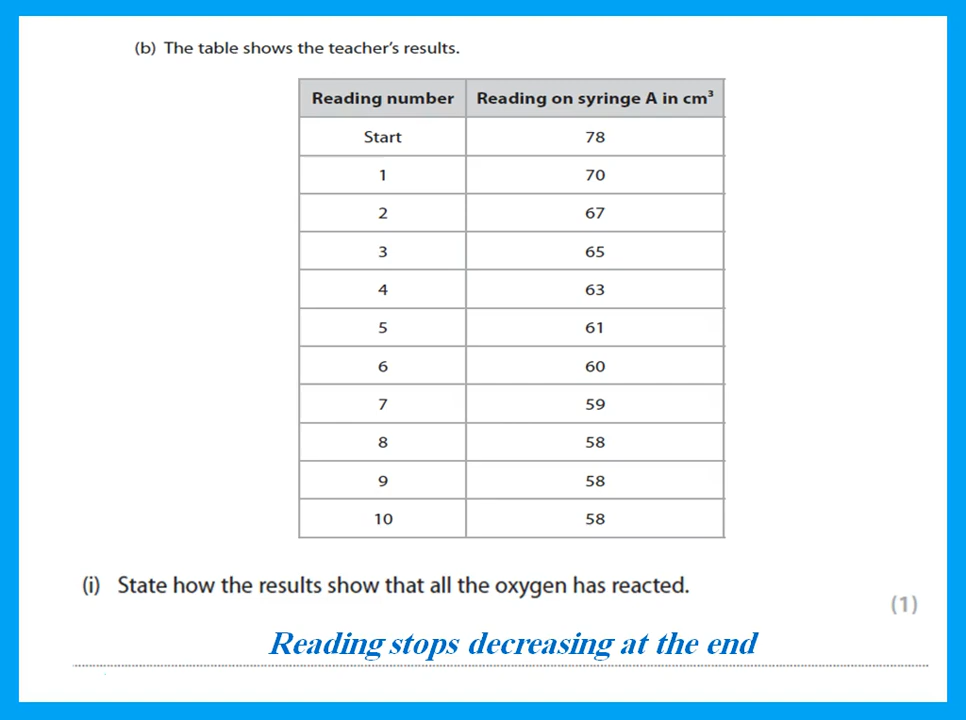 (b) The table shows the teacher's results.
Reading number Reading on syringe A in cm³
Start 78
1 70
2 67
3 65
4 63
5 61
6 60
7 59
8 58
9 58
10 58
(i) State how the results show that all the oxygen has reacted.
(1)
Reading stops decreasing at the end